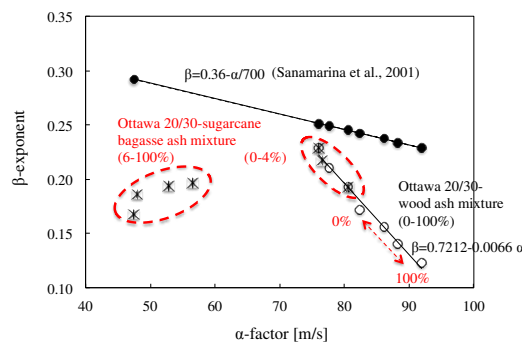 0.35
0.30
0.25
0.20
0.15
0.10
β-exponent
β=0.36-α/700 (Sanamarina et al., 2001)
Ottawa 20/30-sugarcane
bagasse ash mixture
(6-100%)
(0-4%)
Ottawa 20/30-
wood ash mixture
(0-100%)
0%
β=0.7212-0.0066 α
100%
40 50 60 70 80 90 100
α-factor [m/s]